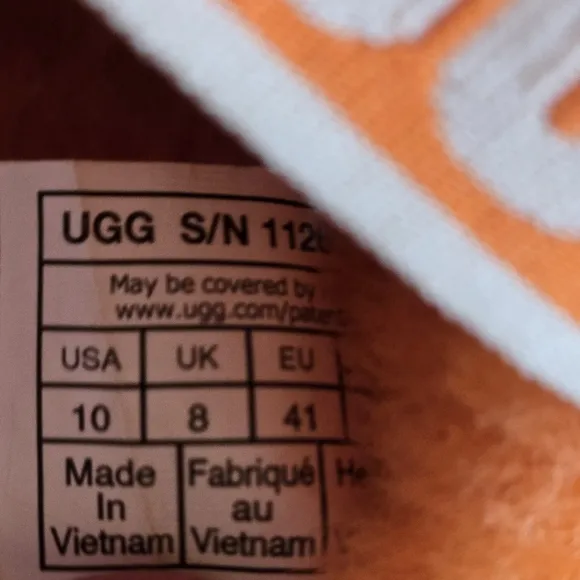 UGG S/N 112
May be covered by
www.ugg.com/patent
USA UK EU
10 8 41
Made Fabriqué
In au
Vietnam Vietnam